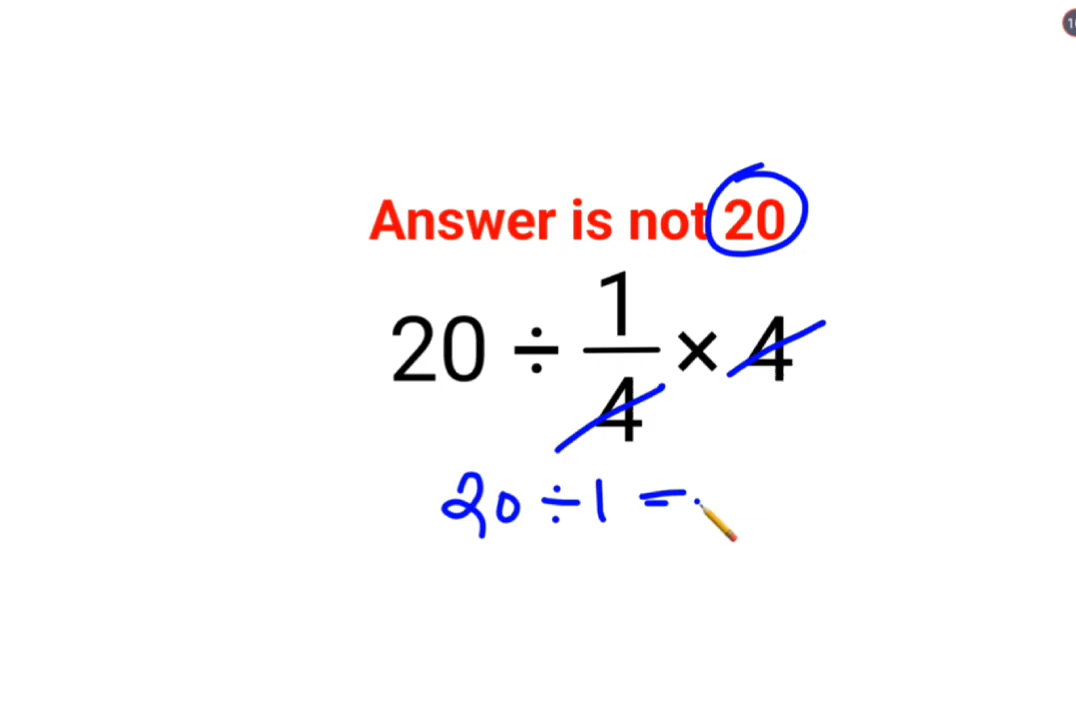 Answer is not 20
20 ÷ 1/4 × 4
20 ÷ 1 =